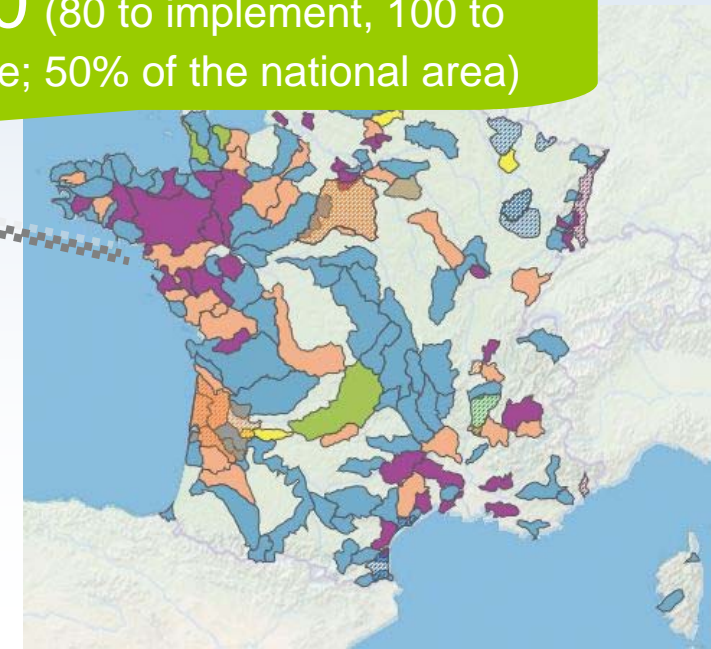 (80 to implement, 100 to
; 50% of the national area)